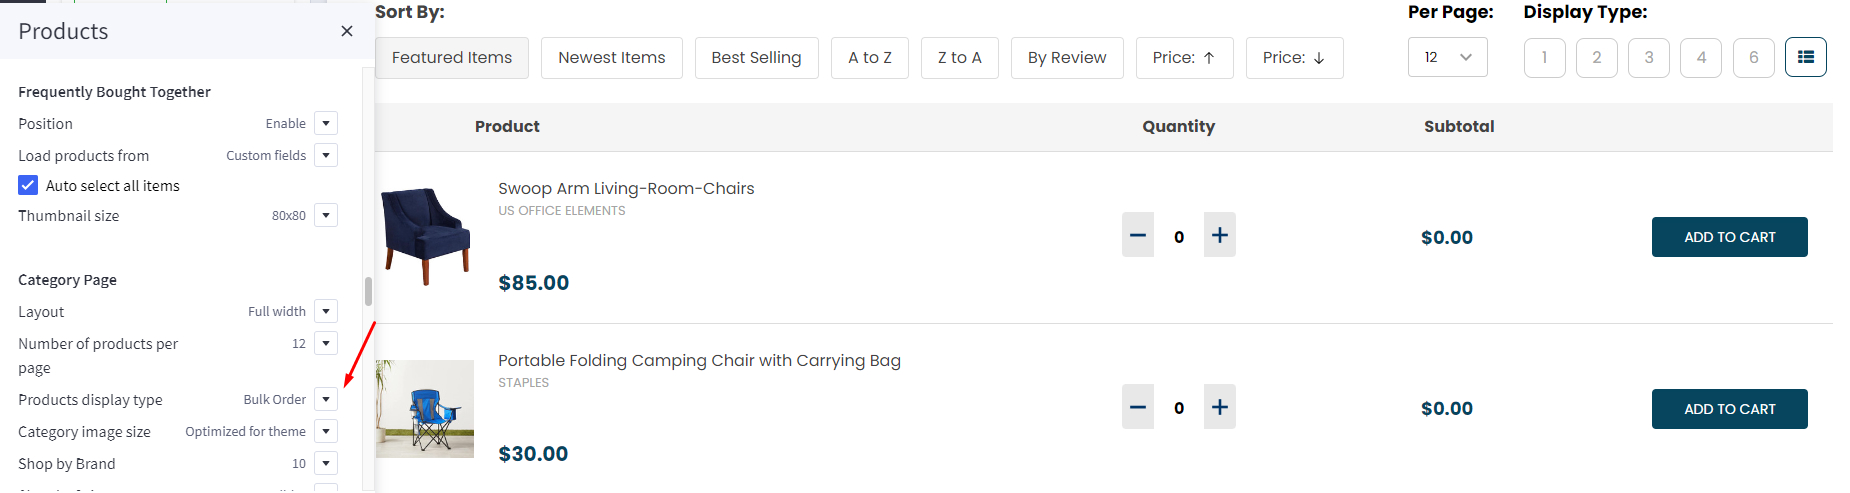 Products
Frequently Bought Together
Position Enable
Load products from Custom fields
Auto select all items
Thumbnail size 80x80
Category Page
Layout Full width
Number of products per
page 12
Products display type Bulk Order
Category image size Optimized for theme
Shop by Brand 10
Sort By:
Featured Items Newest Items Best Selling A to Z Z to A By Review Price: ↑ Price: ↓
Per Page:
12
Display Type:
1 2 3 4 6
Product Quantity Subtotal
Swoop Arm Living-Room-Chairs
US OFFICE ELEMENTS
$85.00
− 0 + $0.00 ADD TO CART
Portable Folding Camping Chair with Carrying Bag
STAPLES
$30.00
− 0 + $0.00 ADD TO CART